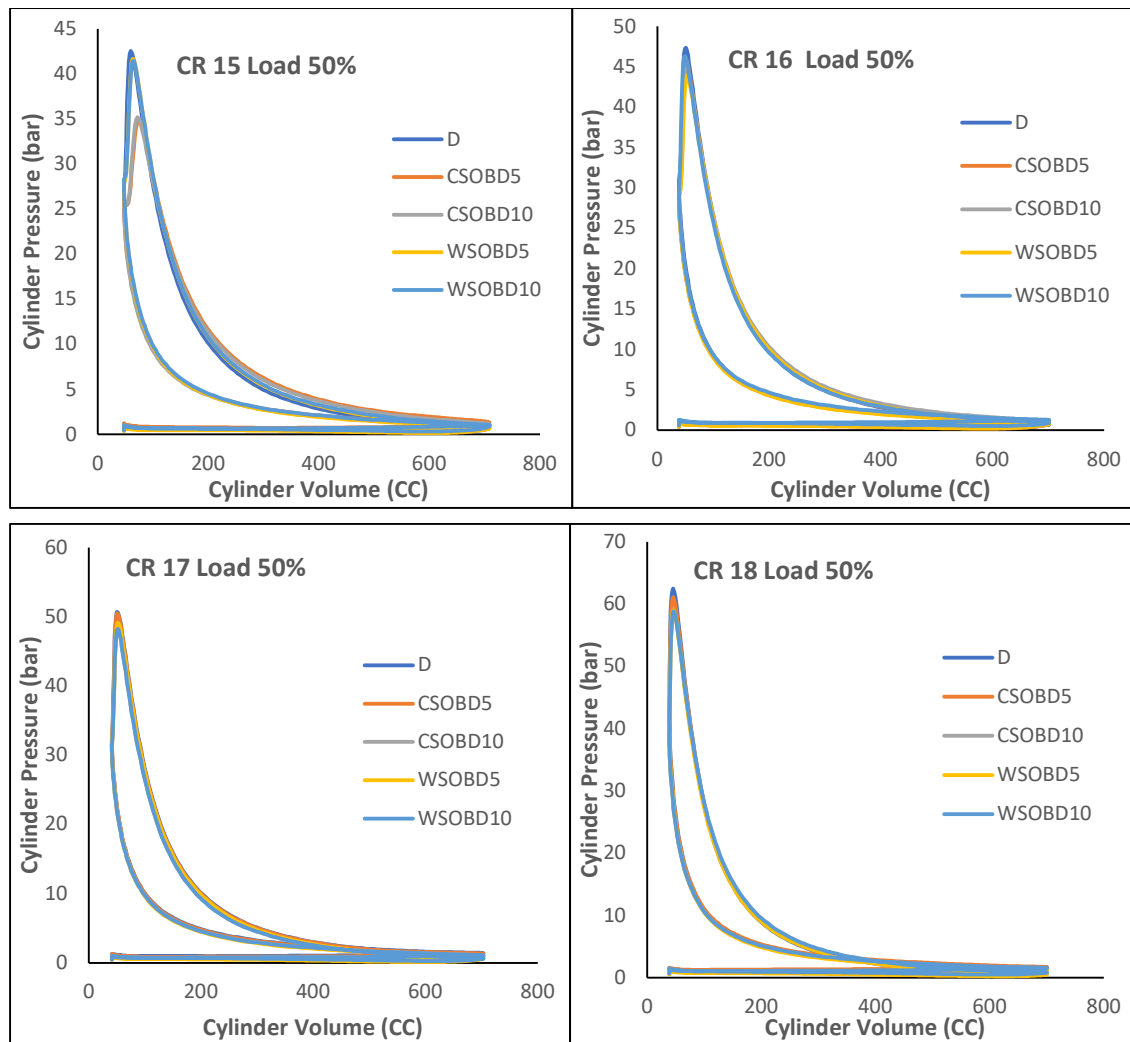 CR 15 Load 50%
Cylinder Pressure (bar)
45
40
35
30
25
20
15
10
5
0
D
CSOBD5
CSOBD10
WSOBD5
WSOBD10
0 200 400 600 800
Cylinder Volume (CC)
CR 16 Load 50%
Cylinder Pressure (bar)
50
45
40
35
30
25
20
15
10
5
0
D
CSOBD5
CSOBD10
WSOBD5
WSOBD10
0 200 400 600 800
Cylinder Volume (CC)
CR 17 Load 50%
Cylinder Pressure (bar)
60
50
40
30
20
10
0
D
CSOBD5
CSOBD10
WSOBD5
WSOBD10
0 200 400 600 800
Cylinder Volume (CC)
CR 18 Load 50%
Cylinder Pressure (bar)
70
60
50
40
30
20
10
0
D
CSOBD5
CSOBD10
WSOBD5
WSOBD10
0 200 400 600 800
Cylinder Volume (CC)